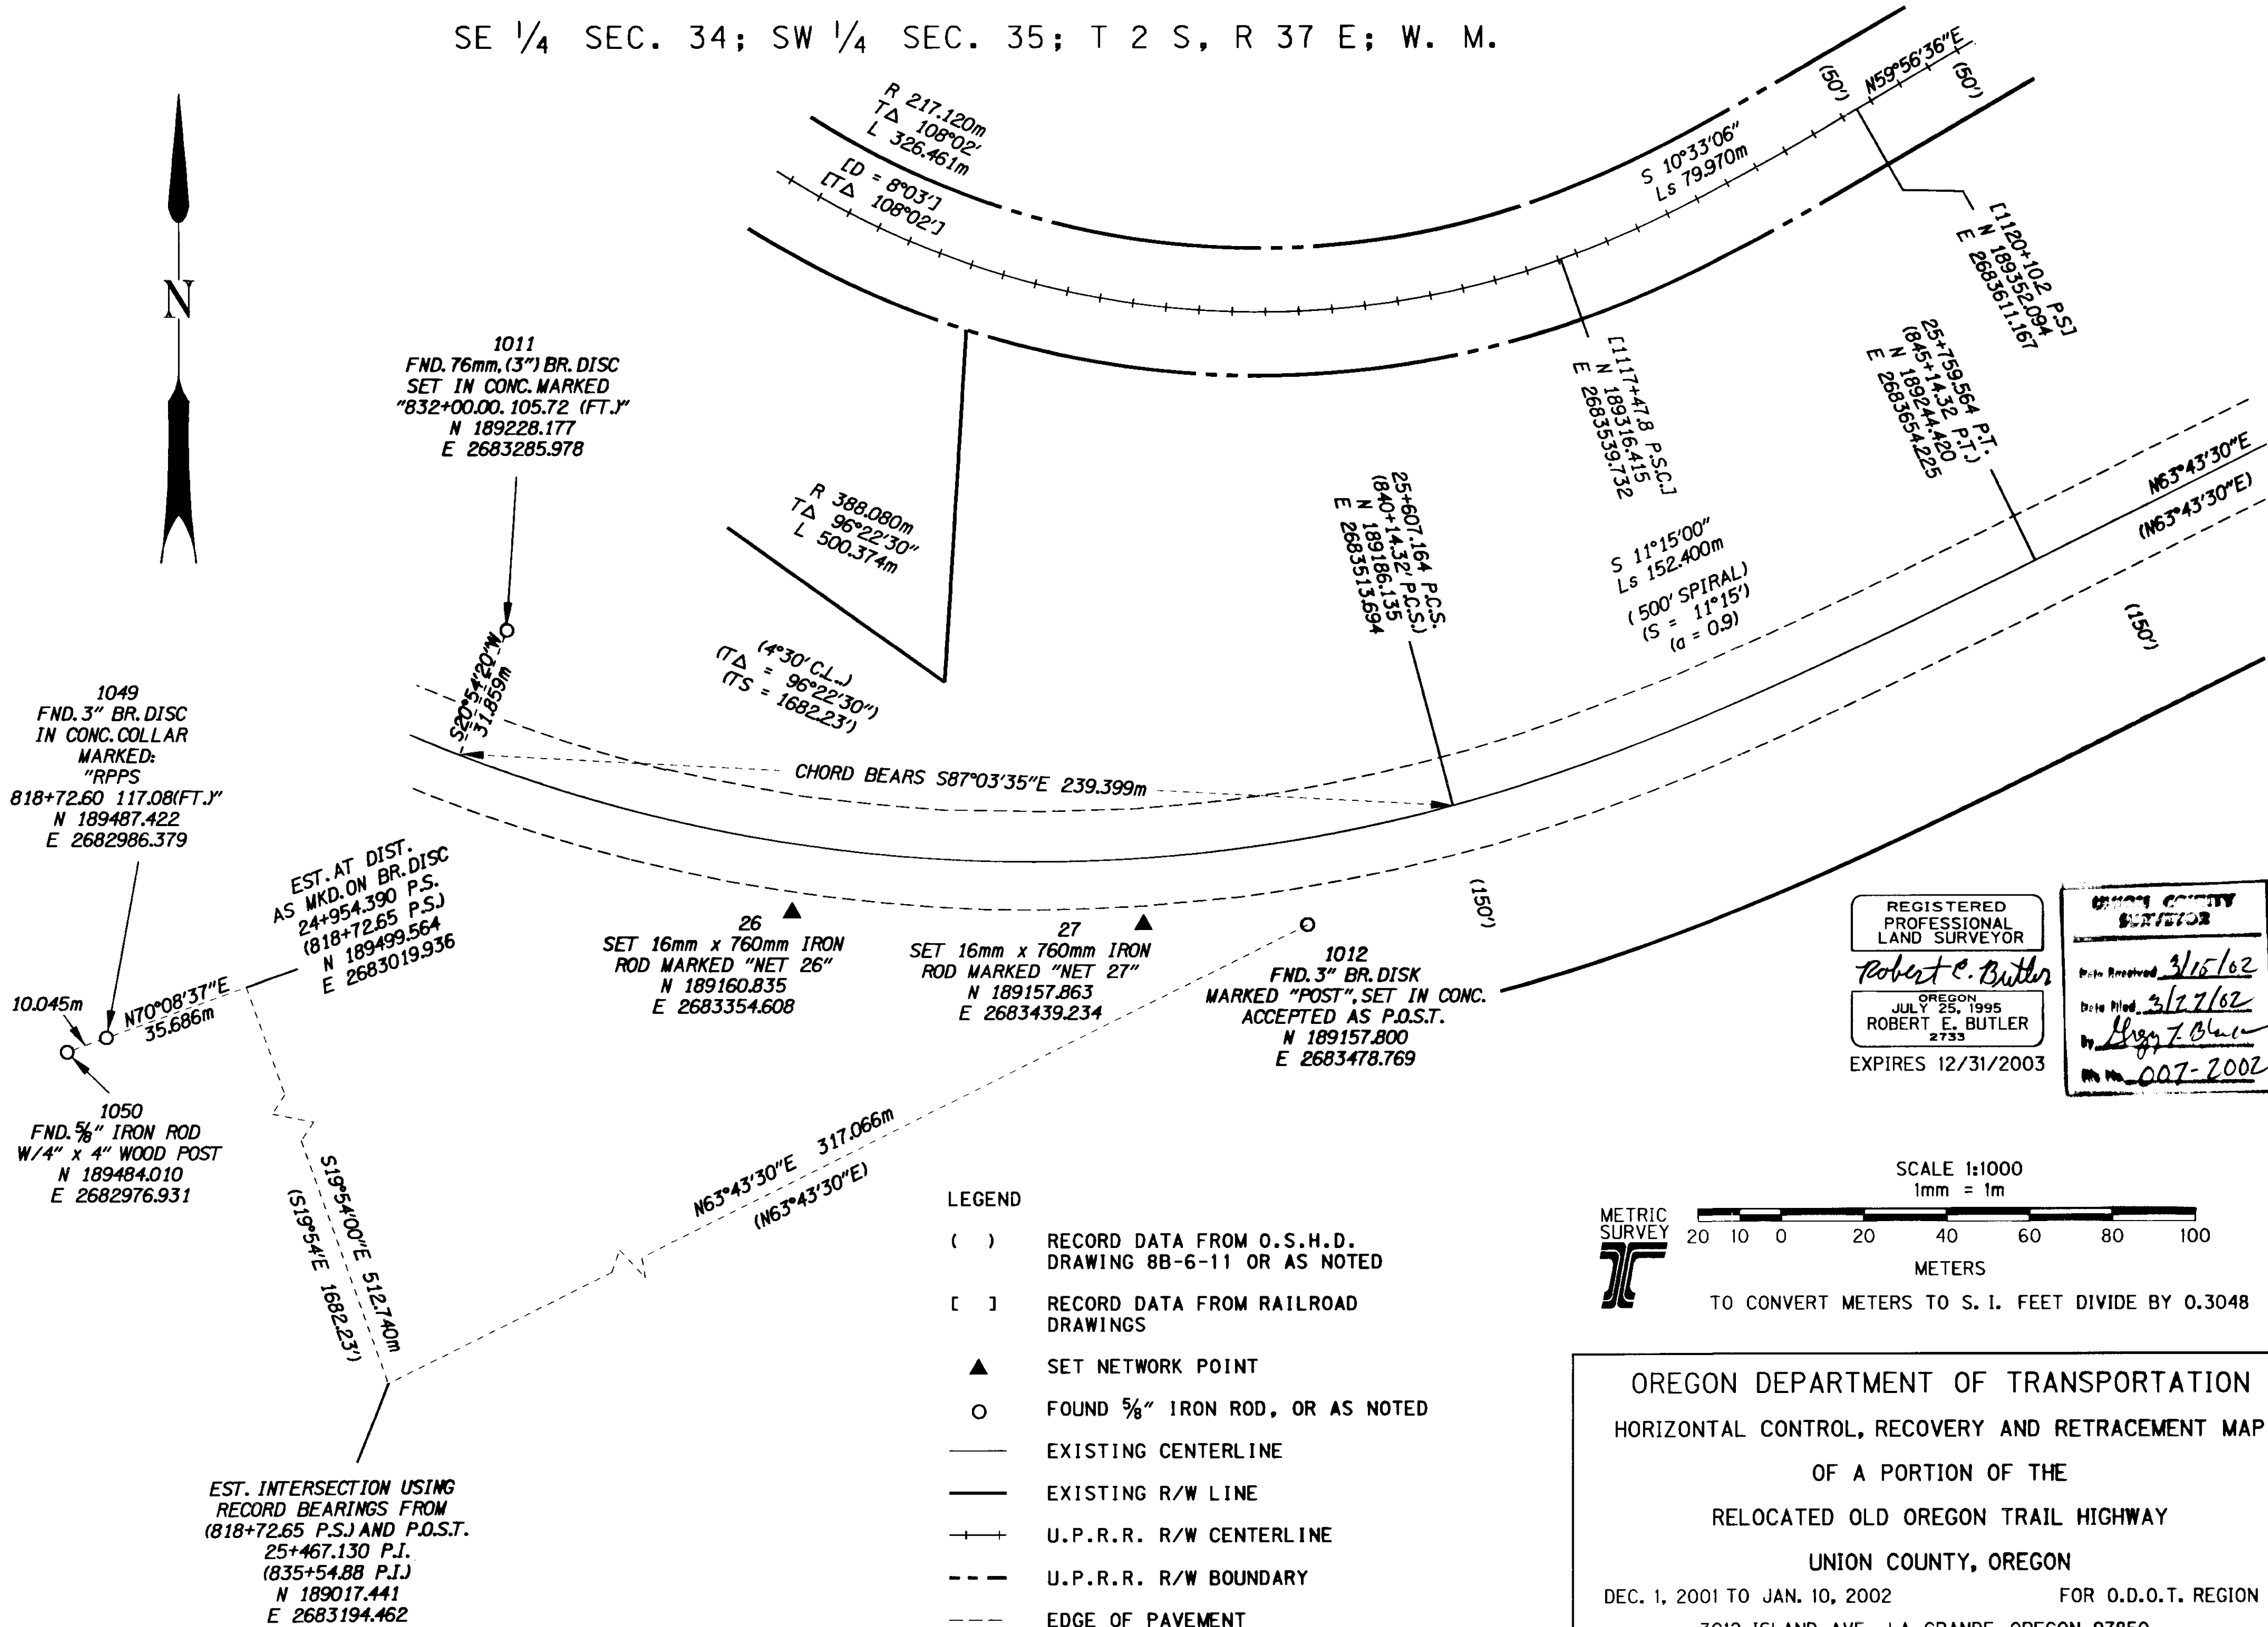 SE 1/4 SEC. 34; SW 1/4 SEC. 35; T 2 S, R 37 E; W. M.
N
R 217.120m
T∆ 108°02'
L 326.461m
[D = 8°03']
[T∆ 108°02']
S 10°33'06"
Ls 79.970m
(50')
N59°56'36"E
(50')
[1120+10.2 P.S]
N 189352.094
E 2683611.167
1011
FND. 76mm, (3") BR. DISC
SET IN CONC. MARKED
"832+00.00. 105.72 (FT.)"
N 189228.177
E 2683285.978
[1117+47.8 P.S.C.]
N 189316.415
E 2683539.732
25+759.564 P.T.
(845+14.32 P.T.)
N 189244.420
E 2683654.225
N63°43'30"E
(N63°43'30"E)
R 388.080m
T∆ 96°22'30"
L 500.374m
25+607.164 P.C.S.
(840+14.32' P.C.S.)
N 189186.135
E 2683513.694
S 11°15'00"
Ls 152.400m
(500' SPIRAL)
(S = 11°15')
(a = 0.9)
(150')
S20°54'20"W
31.859m
(4°30' C.L..)
(T∆ = 96°22'30")
(TS = 1682.23')
CHORD BEARS S87°03'35"E 239.399m
1049
FND. 3" BR. DISC
IN CONC. COLLAR
MARKED:
"RPPS
818+72.60 117.08(FT.)"
N 189487.422
E 2682986.379
EST. AT DIST.
AS MKD. ON BR. DISC
24+954.390 P.S.
(818+72.65 P.S.)
N 189499.564
E 2683019.936
10.045m
N70°08'37"E
35.686m
1050
FND. 5/8" IRON ROD
W/4" x 4" WOOD POST
N 189484.010
E 2682976.931
26
SET 16mm x 760mm IRON
ROD MARKED "NET 26"
N 189160.835
E 2683354.608
27
SET 16mm x 760mm IRON
ROD MARKED "NET 27"
N 189157.863
E 2683439.234
1012
FND. 3" BR. DISK
MARKED "POST", SET IN CONC.
ACCEPTED AS P.O.S.T.
N 189157.800
E 2683478.769
(150')
REGISTERED
PROFESSIONAL
LAND SURVEYOR
Robert E. Butler
OREGON
JULY 25, 1995
ROBERT E. BUTLER
2733
EXPIRES 12/31/2003
UNION COUNTY
SURVEYOR
Date Received 3/15/02
Date Filed 3/27/02
By
File No. 007-2002
S19°54'00"E 512.740m
(S19°54'E 1682.23')
N63°43'30"E 317.066m
(N63°43'30"E)
EST. INTERSECTION USING
RECORD BEARINGS FROM
(818+72.65 P.S.) AND P.O.S.T.
25+467.130 P.I.
(835+54.88 P.I.)
N 189017.441
E 2683194.462
LEGEND
( ) RECORD DATA FROM O.S.H.D.
DRAWING 8B-6-11 OR AS NOTED
[ ] RECORD DATA FROM RAILROAD
DRAWINGS
SET NETWORK POINT
FOUND 5/8" IRON ROD, OR AS NOTED
EXISTING CENTERLINE
EXISTING R/W LINE
U.P.R.R. R/W CENTERLINE
U.P.R.R. R/W BOUNDARY
EDGE OF PAVEMENT
SCALE 1:1000
1mm = 1m
METRIC
SURVEY
20 10 0 20 40 60 80 100
METERS
TO CONVERT METERS TO S. I. FEET DIVIDE BY 0.3048
OREGON DEPARTMENT OF TRANSPORTATION
HORIZONTAL CONTROL, RECOVERY AND RETRACEMENT MAP
OF A PORTION OF THE
RELOCATED OLD OREGON TRAIL HIGHWAY
UNION COUNTY, OREGON
DEC. 1, 2001 TO JAN. 10, 2002 FOR O.D.O.T. REGION
3012 ISLAND AVE. LA GRANDE, OREGON 97850